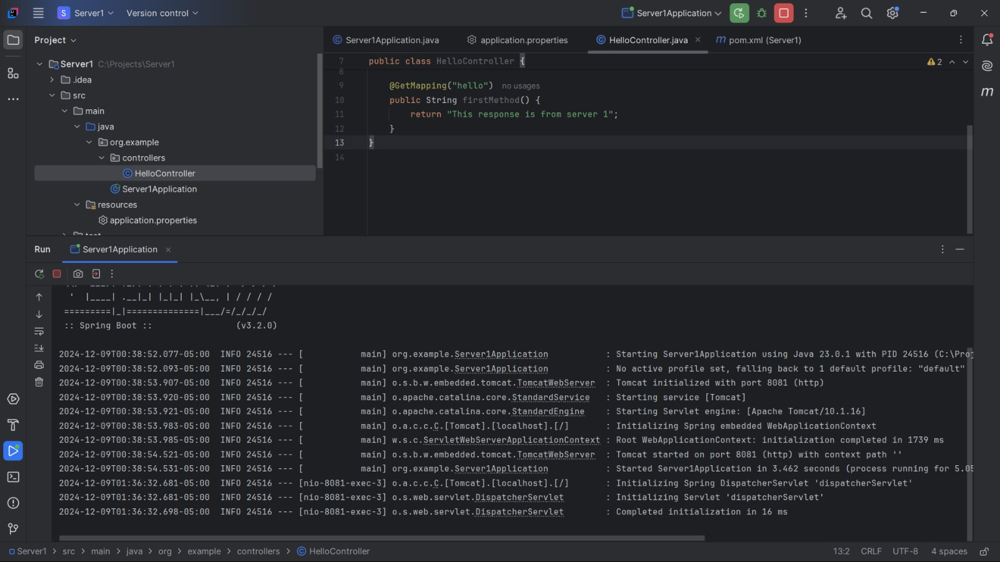 S Server1 Version control Server1Application
Project
Server1Application.java application.properties HelloController.java m pom.xml (Server1)
Server1 C:\Projects\Server1
.idea
src
main
java
org.example
controllers
HelloController
Server1Application
resources
application.properties
7 public class HelloController {
2
8
9 @GetMapping("hello") no usages
10 public String firstMethod() {
11 return "This response is from server 1";
12 }
13 }
14
m
Run Server1Application
' |____| .__|_| |_|_| |_\__, | / / / /
=========|_|==============|___/=/_/_/_/
:: Spring Boot :: (v3.2.0)
2024-12-09T00:38:52.077-05:00 INFO 24516 --- [ main] org.example.Server1Application : Starting Server1Application using Java 23.0.1 with PID 24516 (C:\Proj
2024-12-09T00:38:52.093-05:00 INFO 24516 --- [ main] org.example.Server1Application : No active profile set, falling back to 1 default profile: "default"
2024-12-09T00:38:53.907-05:00 INFO 24516 --- [ main] o.s.b.w.embedded.tomcat.TomcatWebServer : Tomcat initialized with port 8081 (http)
2024-12-09T00:38:53.920-05:00 INFO 24516 --- [ main] o.apache.catalina.core.StandardService : Starting service [Tomcat]
2024-12-09T00:38:53.921-05:00 INFO 24516 --- [ main] o.apache.catalina.core.StandardEngine : Starting Servlet engine: [Apache Tomcat/10.1.16]
2024-12-09T00:38:53.983-05:00 INFO 24516 --- [ main] o.a.c.c.C.[Tomcat].[localhost].[/] : Initializing Spring embedded WebApplicationContext
2024-12-09T00:38:53.985-05:00 INFO 24516 --- [ main] w.s.c.ServletWebServerApplicationContext : Root WebApplicationContext: initialization completed in 1739 ms
2024-12-09T00:38:54.521-05:00 INFO 24516 --- [ main] o.s.b.w.embedded.tomcat.TomcatWebServer : Tomcat started on port 8081 (http) with context path ''
2024-12-09T00:38:54.531-05:00 INFO 24516 --- [ main] org.example.Server1Application : Started Server1Application in 3.462 seconds (process running for 5.05
2024-12-09T01:36:32.681-05:00 INFO 24516 --- [nio-8081-exec-3] o.a.c.c.C.[Tomcat].[localhost].[/] : Initializing Spring DispatcherServlet 'dispatcherServlet'
2024-12-09T01:36:32.681-05:00 INFO 24516 --- [nio-8081-exec-3] o.s.web.servlet.DispatcherServlet : Initializing Servlet 'dispatcherServlet'
2024-12-09T01:36:32.698-05:00 INFO 24516 --- [nio-8081-exec-3] o.s.web.servlet.DispatcherServlet : Completed initialization in 16 ms
Server1 > src > main > java > org > example > controllers > HelloController 13:2 CRLF UTF-8 4 spaces